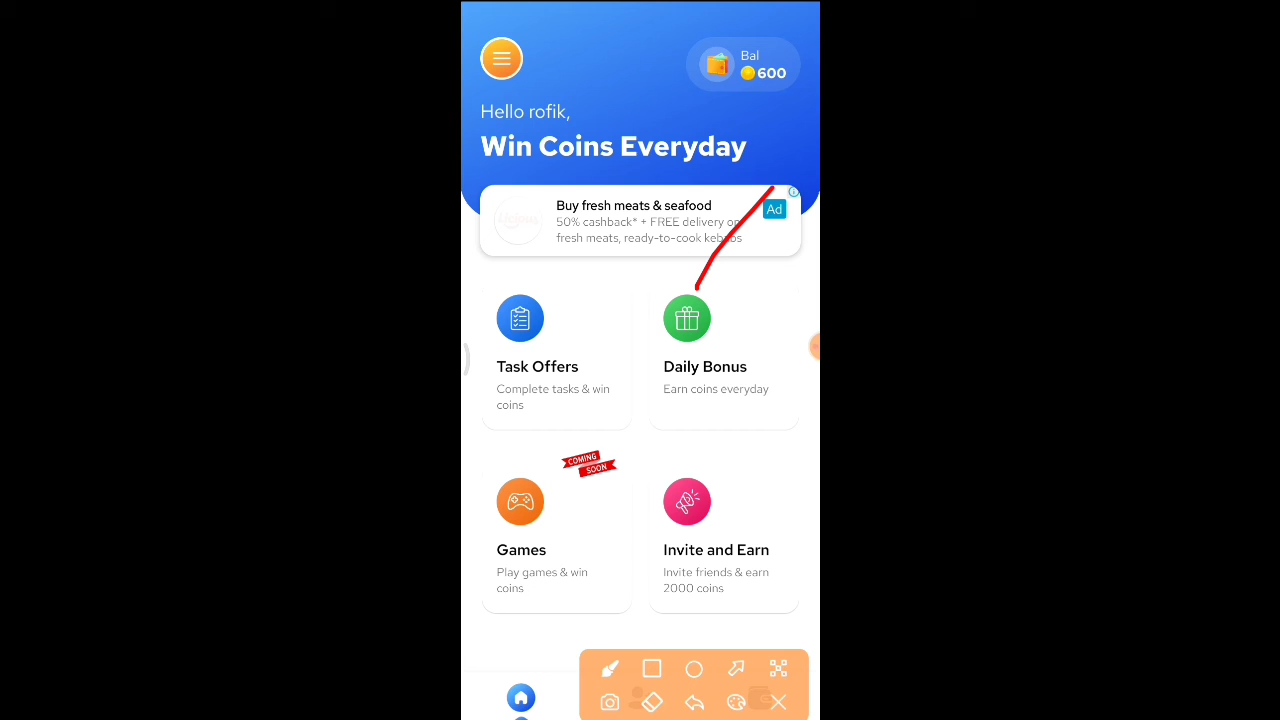 Bal
600
Hello rofik,
Win Coins Everyday
Buy fresh meats & seafood
50% cashback* + FREE delivery on
fresh meats, ready-to-cook kebabs
Ad
Task Offers
Complete tasks & win
coins
Daily Bonus
Earn coins everyday
COMING
SOON
Games
Play games & win
coins
Invite and Earn
Invite friends & earn
2000 coins